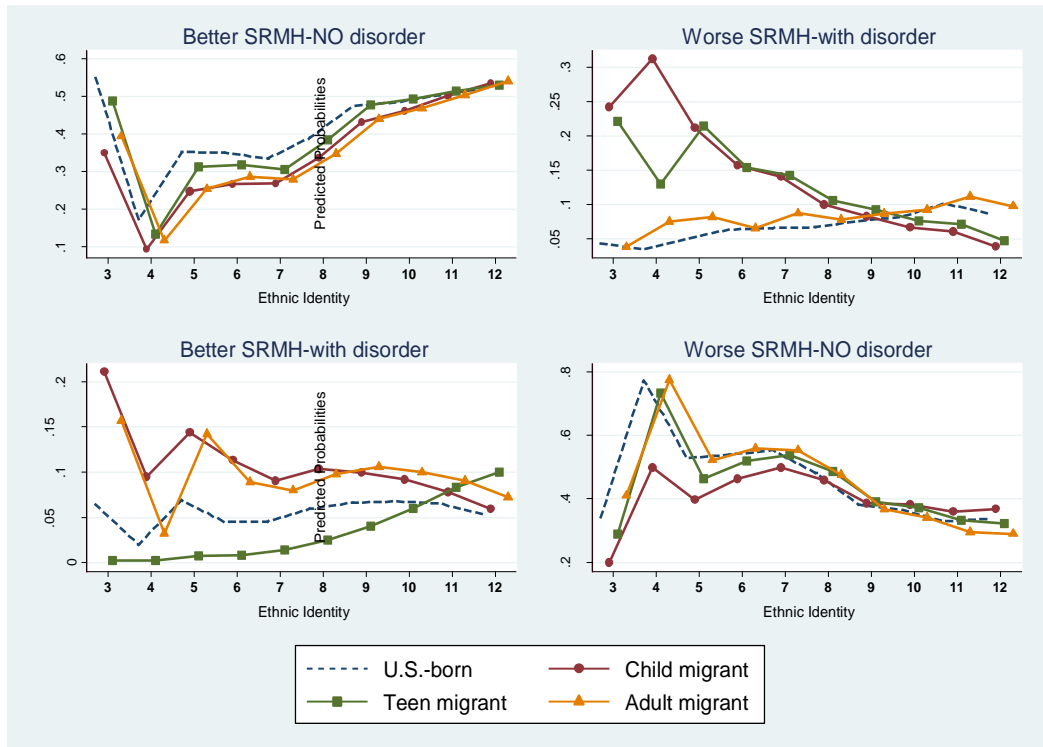 Better SRMH-NO disorder
.6
.5
.4
.3
.2
.1
Predicted Probabilities
3 4 5 6 7 8 9 10 11 12
Ethnic Identity
Worse SRMH-with disorder
.3
.25
.2
.15
.1
.05
3 4 5 6 7 8 9 10 11 12
Ethnic Identity
Better SRMH-with disorder
.2
.15
.1
.05
0
Predicted Probabilities
3 4 5 6 7 8 9 10 11 12
Ethnic Identity
Worse SRMH-NO disorder
.8
.6
.4
.2
3 4 5 6 7 8 9 10 11 12
Ethnic Identity
U.S.-born
Child migrant
Teen migrant
Adult migrant